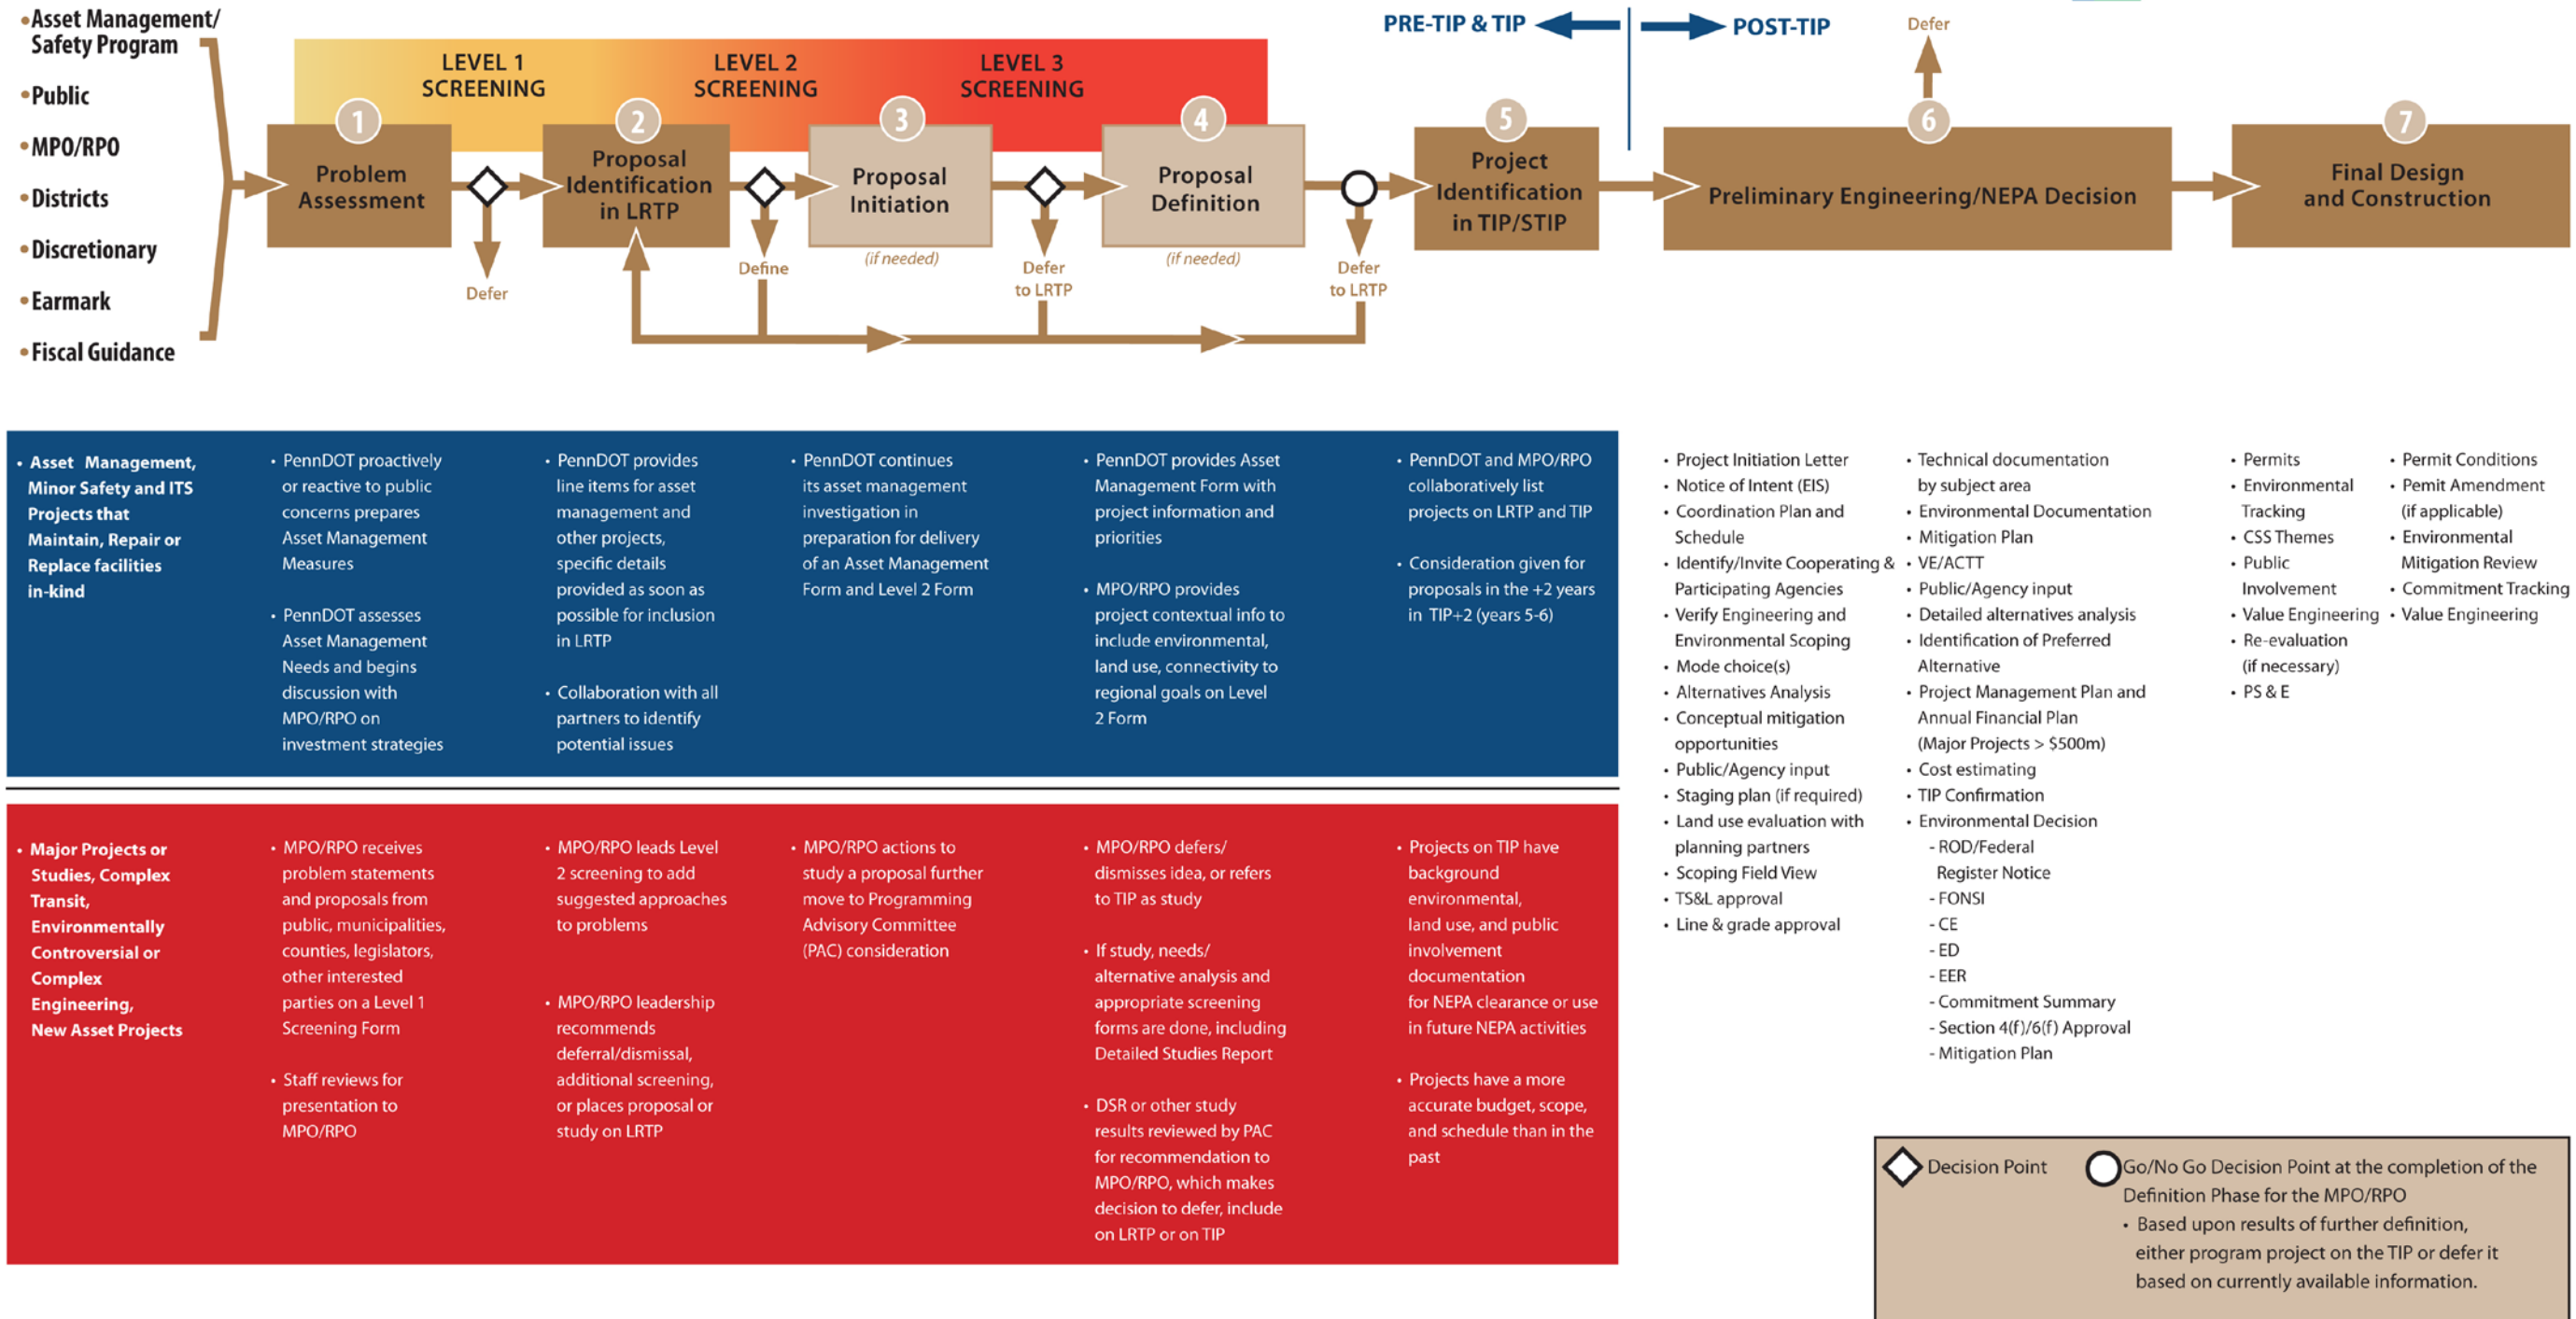 •Asset Management/
Safety Program
•Public
•MPO/RPO
•Districts
•Discretionary
•Earmark
•Fiscal Guidance
LEVEL 1
SCREENING
LEVEL 2
SCREENING
LEVEL 3
SCREENING
PRE-TIP & TIP
POST-TIP
1
Problem
Assessment
Defer
2
Proposal
Identification
in LRTP
Define
3
Proposal
Initiation
(if needed)
Defer
to LRTP
4
Proposal
Definition
(if needed)
Defer
to LRTP
5
Project
Identification
in TIP/STIP
Defer
6
Preliminary Engineering/NEPA Decision
7
Final Design
and Construction
• Asset Management,
Minor Safety and ITS
Projects that
Maintain, Repair or
Replace facilities
in-kind
• PennDOT proactively
or reactive to public
concerns prepares
Asset Management
Measures
• PennDOT assesses
Asset Management
Needs and begins
discussion with
MPO/RPO on
investment strategies
• PennDOT provides
line items for asset
management and
other projects,
specific details
provided as soon as
possible for inclusion
in LRTP
• Collaboration with all
partners to identify
potential issues
• PennDOT continues
its asset management
investigation in
preparation for delivery
of an Asset Management
Form and Level 2 Form
• PennDOT provides Asset
Management Form with
project information and
priorities
• MPO/RPO provides
project contextual info to
include environmental,
land use, connectivity to
regional goals on Level
2 Form
• PennDOT and MPO/RPO
collaboratively list
projects on LRTP and TIP
• Consideration given for
proposals in the +2 years
in TIP+2 (years 5-6)
• Major Projects or
Studies, Complex
Transit,
Environmentally
Controversial or
Complex
Engineering,
New Asset Projects
• MPO/RPO receives
problem statements
and proposals from
public, municipalities,
counties, legislators,
other interested
parties on a Level 1
Screening Form
• Staff reviews for
presentation to
MPO/RPO
• MPO/RPO leads Level
2 screening to add
suggested approaches
to problems
• MPO/RPO leadership
recommends
deferral/dismissal,
additional screening,
or places proposal or
study on LRTP
• MPO/RPO actions to
study a proposal further
move to Programming
Advisory Committee
(PAC) consideration
• MPO/RPO defers/
dismisses idea, or refers
to TIP as study
• If study, needs/
alternative analysis and
appropriate screening
forms are done, including
Detailed Studies Report
• DSR or other study
results reviewed by PAC
for recommendation to
MPO/RPO, which makes
decision to defer, include
on LRTP or on TIP
• Projects on TIP have
background
environmental,
land use, and public
involvement
documentation
for NEPA clearance or use
in future NEPA activities
• Projects have a more
accurate budget, scope,
and schedule than in the
past
• Project Initiation Letter
• Notice of Intent (EIS)
• Coordination Plan and
Schedule
• Identify/Invite Cooperating &
Participating Agencies
• Verify Engineering and
Environmental Scoping
• Mode choice(s)
• Alternatives Analysis
• Conceptual mitigation
opportunities
• Public/Agency input
• Staging plan (if required)
• Land use evaluation with
planning partners
• Scoping Field View
• TS&L approval
• Line & grade approval
• Technical documentation
by subject area
• Environmental Documentation
• Mitigation Plan
• VE/ACTT
• Public/Agency input
• Detailed alternatives analysis
• Identification of Preferred
Alternative
• Project Management Plan and
Annual Financial Plan
(Major Projects > $500m)
• Cost estimating
• TIP Confirmation
• Environmental Decision
- ROD/Federal
Register Notice
- FONSI
- CE
- ED
- EER
- Commitment Summary
- Section 4(f)/6(f) Approval
- Mitigation Plan
• Permits
• Environmental
Tracking
• CSS Themes
• Public
Involvement
• Value Engineering
• Re-evaluation
(if necessary)
• PS & E
• Permit Conditions
• Pemit Amendment
(if applicable)
• Environmental
Mitigation Review
• Commitment Tracking
• Value Engineering
Decision Point
Go/No Go Decision Point at the completion of the
Definition Phase for the MPO/RPO
• Based upon results of further definition,
either program project on the TIP or defer it
based on currently available information.